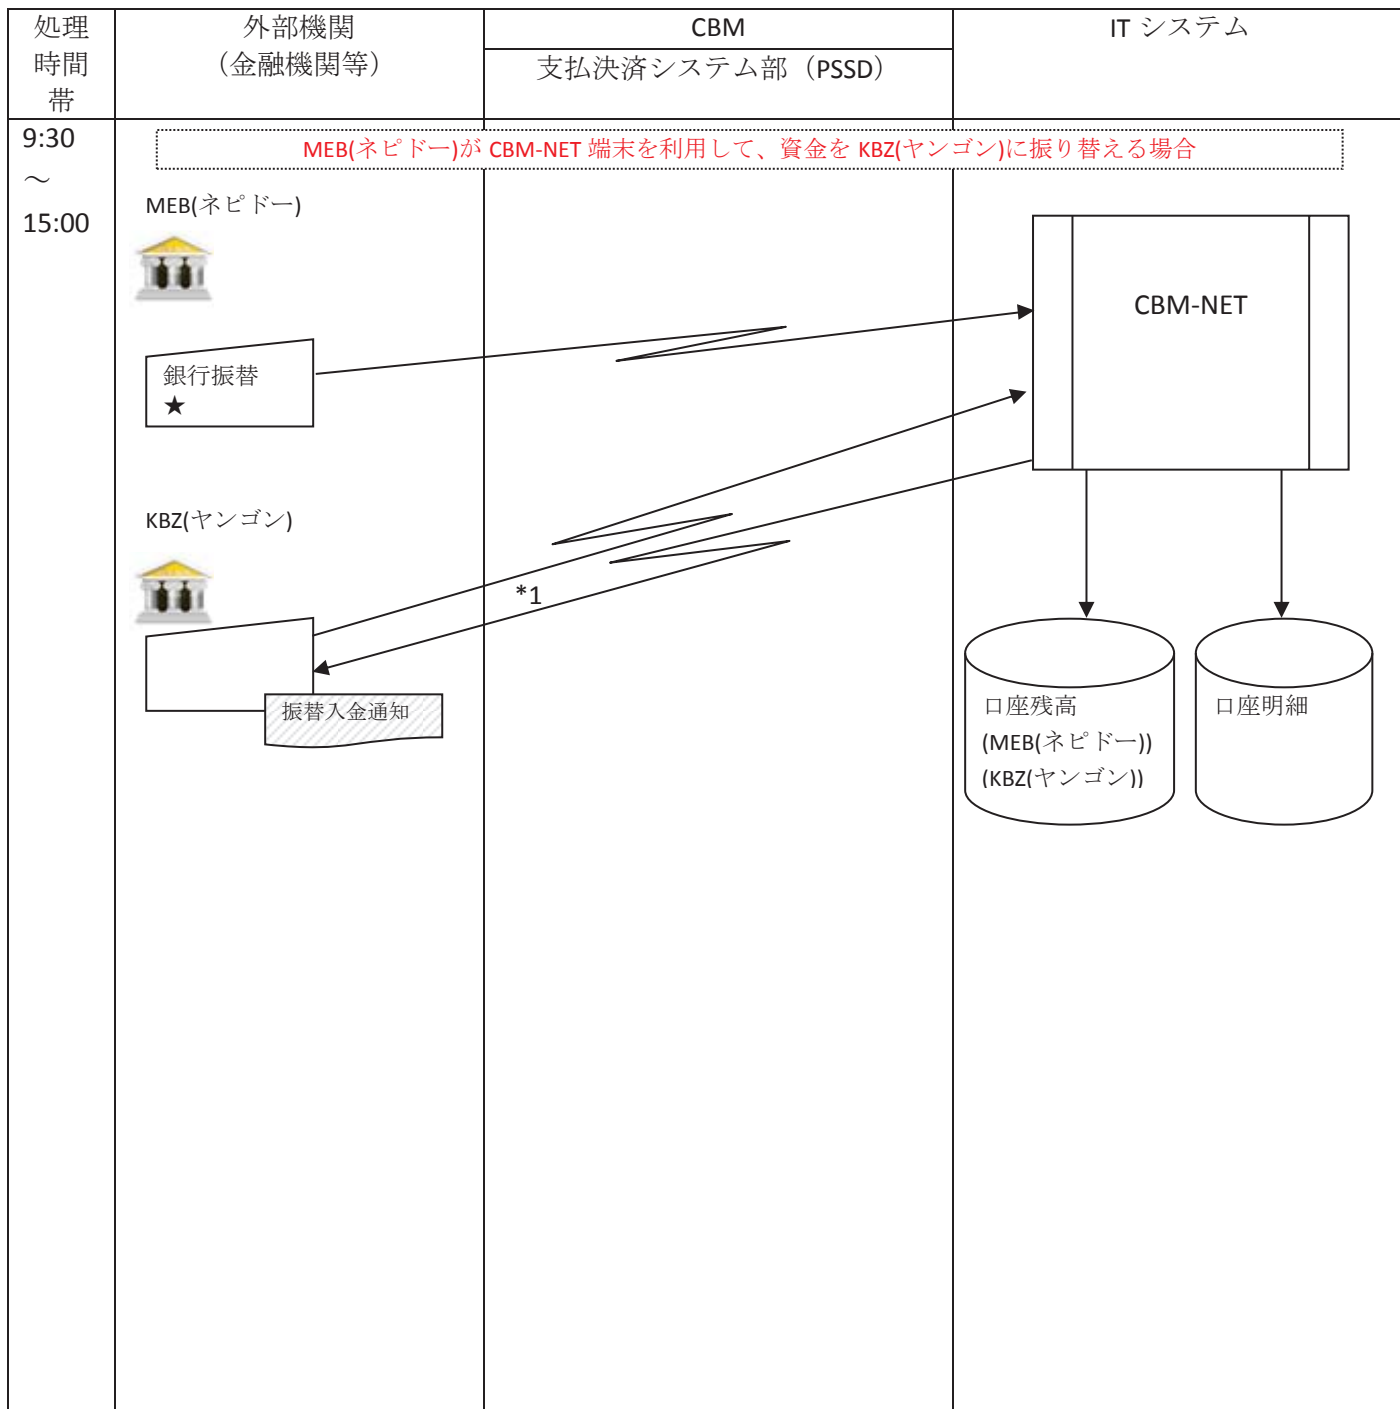 処理
時間
帯
外部機関
（金融機関等）
CBM
支払決済システム部（PSSD）
IT システム
9:30
～
15:00
MEB(ネピドー)が CBM-NET 端末を利用して、資金を KBZ(ヤンゴン)に振り替える場合
MEB(ネピドー)
銀行振替
★
CBM-NET
KBZ(ヤンゴン)
*1
振替入金通知
口座残高
(MEB(ネピドー))
(KBZ(ヤンゴン))
口座明細